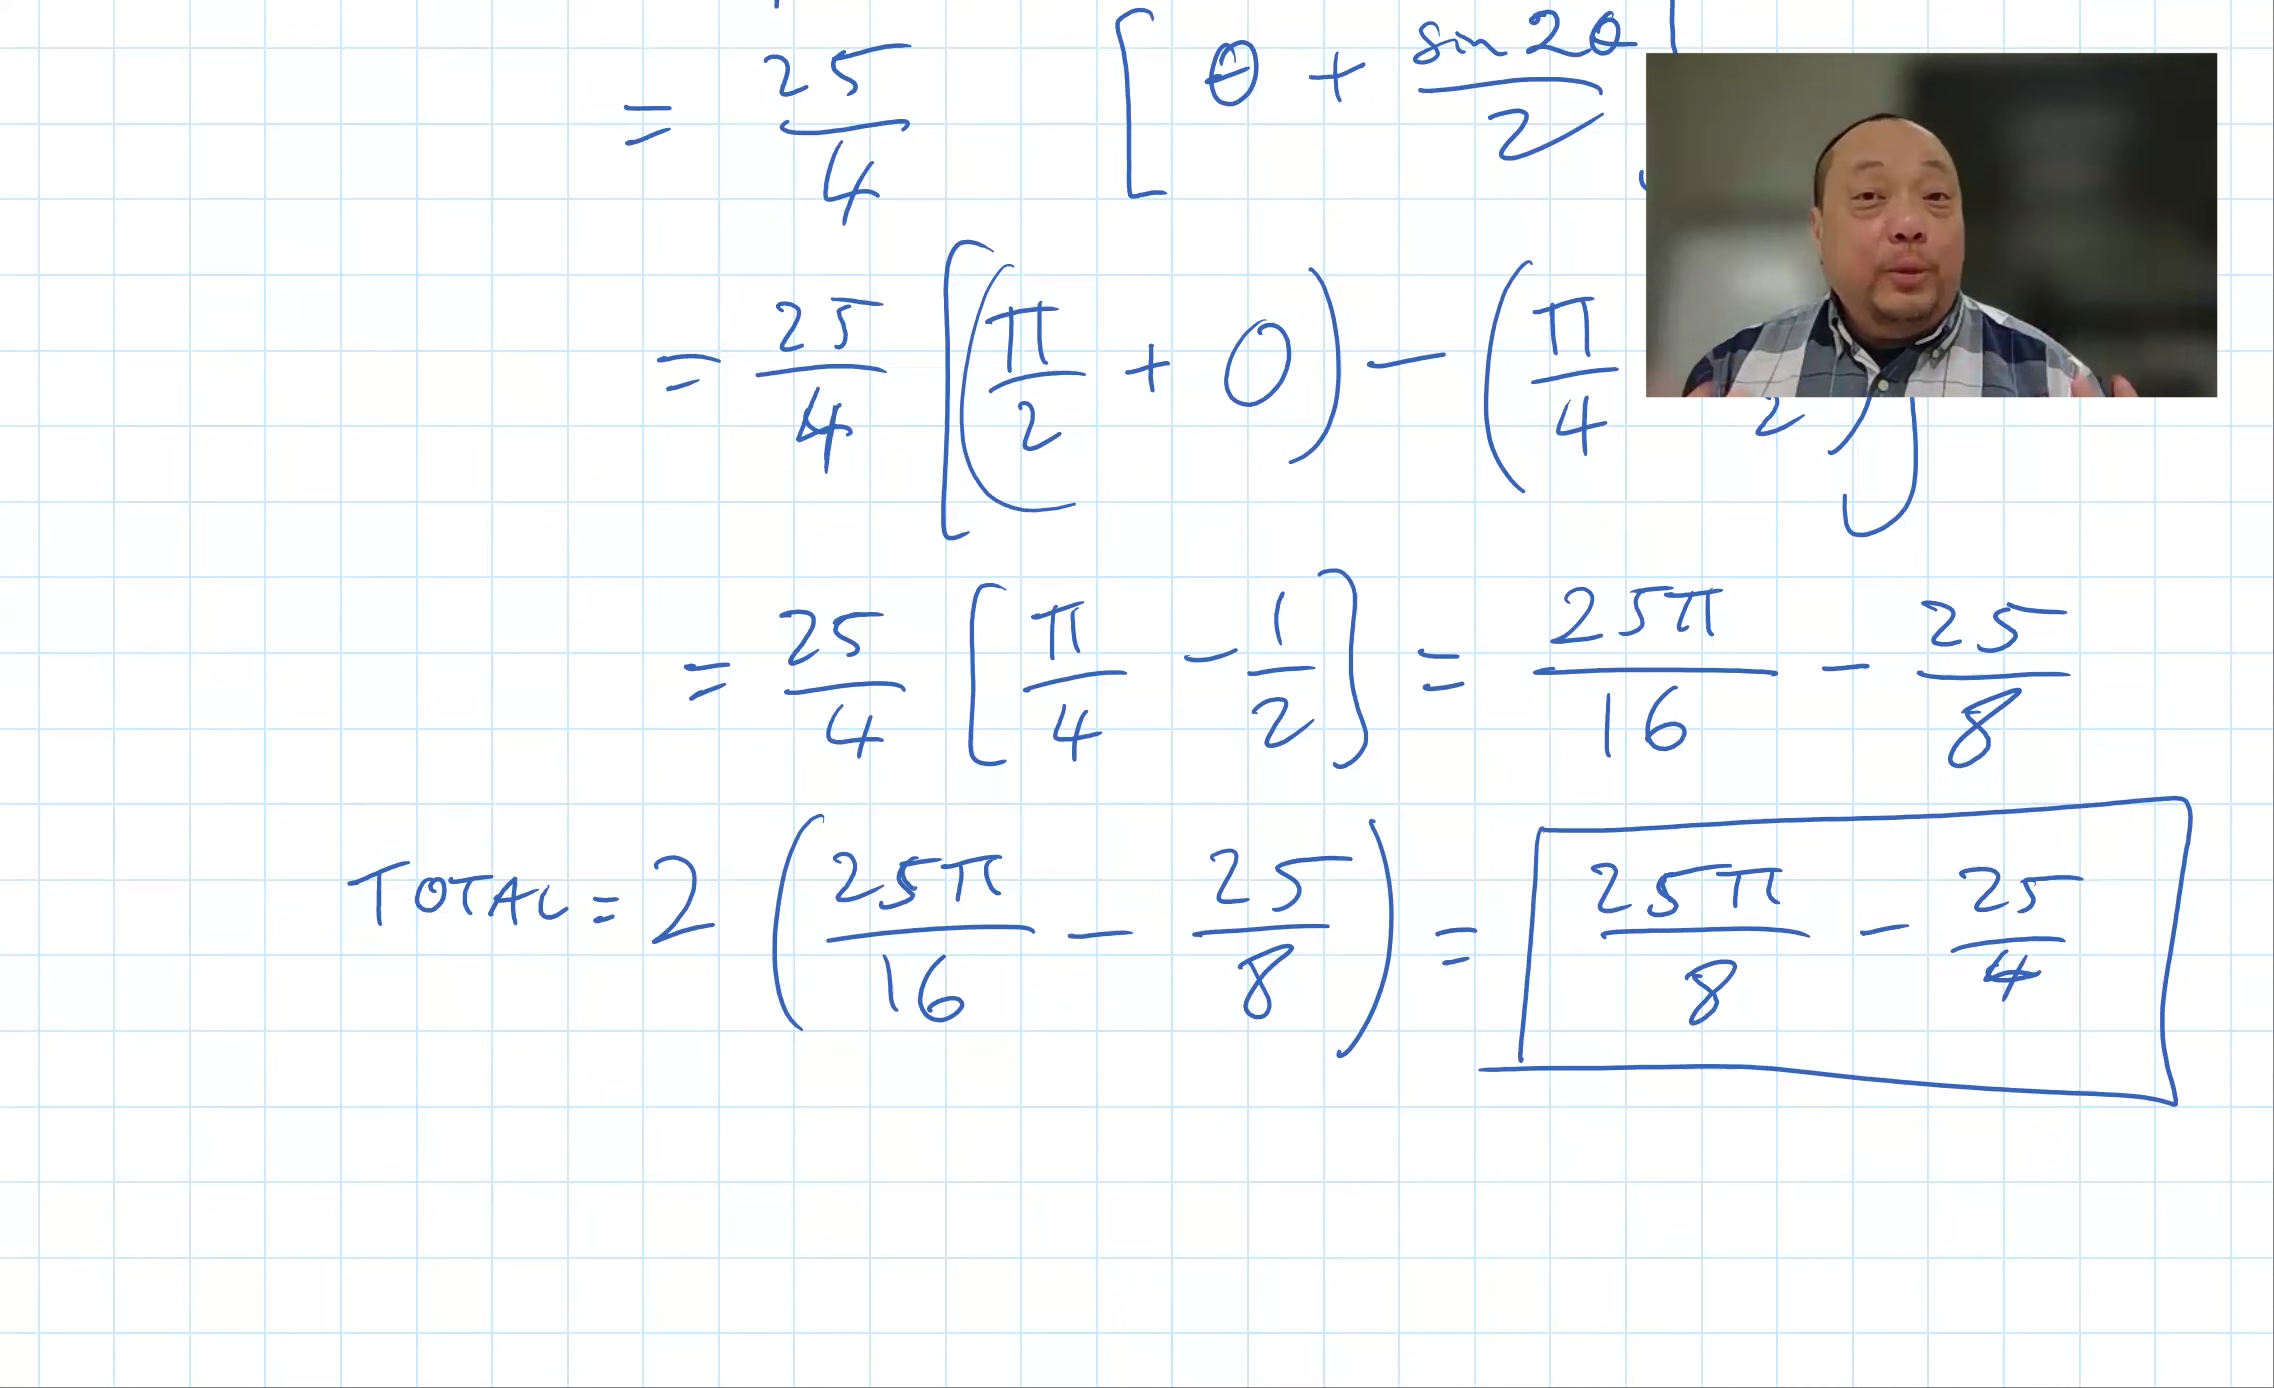 = 25/4 [θ + sin 2θ/2
= 25/4 [(π/2 + 0) - (π/4 2)]
= 25/4 [π/4 - 1/2] = 25π/16 - 25/8
TOTAL = 2 (25π/16 - 25/8) = 25π/8 - 25/4